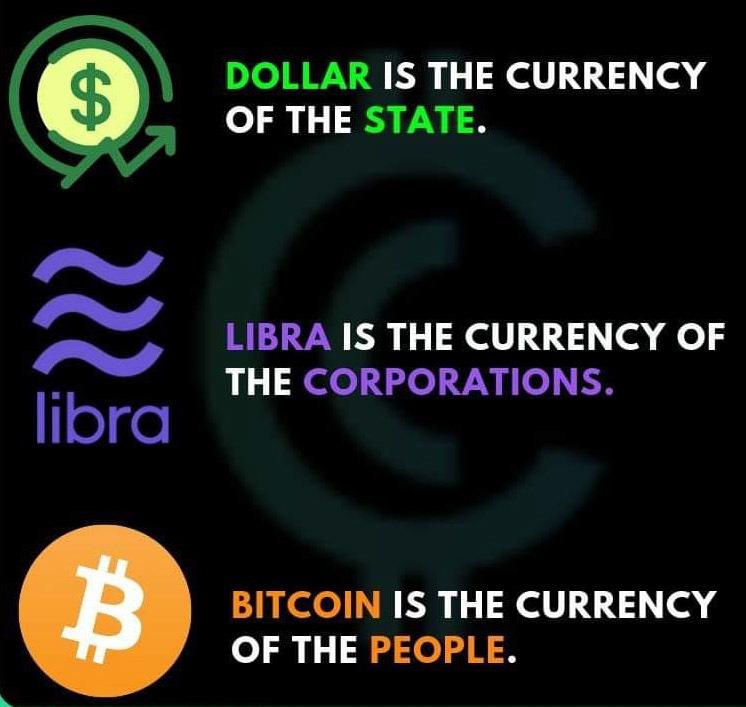 $
DOLLAR IS THE CURRENCY
OF THE STATE.
libra
LIBRA IS THE CURRENCY OF
THE CORPORATIONS.
₿
BITCOIN IS THE CURRENCY
OF THE PEOPLE.